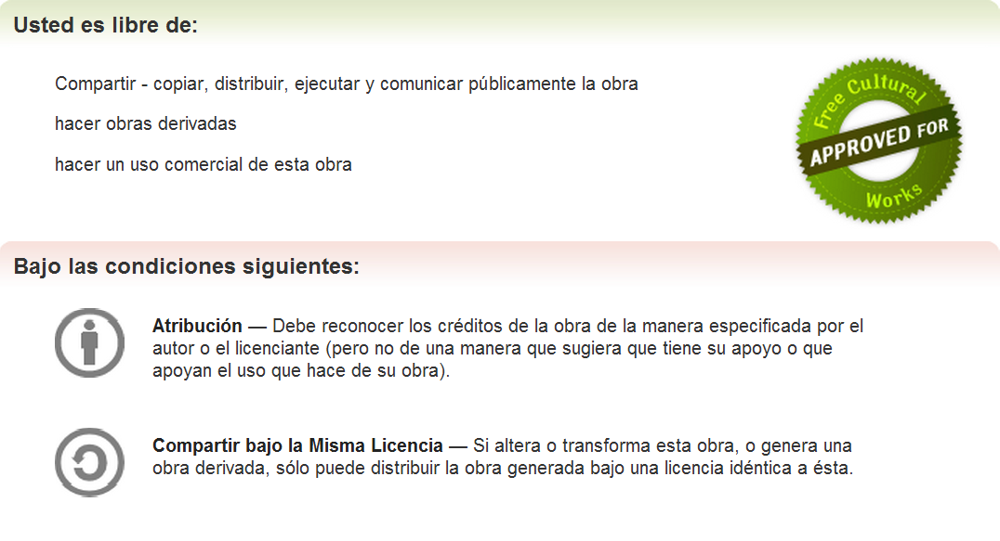 Usted es libre de:
Compartir - copiar, distribuir, ejecutar y comunicar públicamente la obra
hacer obras derivadas
hacer un uso comercial de esta obra
Free Cultural
APPROVED FOR
Works
Bajo las condiciones siguientes:
Atribución — Debe reconocer los créditos de la obra de la manera especificada por el
autor o el licenciante (pero no de una manera que sugiera que tiene su apoyo o que
apoyan el uso que hace de su obra).
Compartir bajo la Misma Licencia — Si altera o transforma esta obra, o genera una
obra derivada, sólo puede distribuir la obra generada bajo una licencia idéntica a ésta.